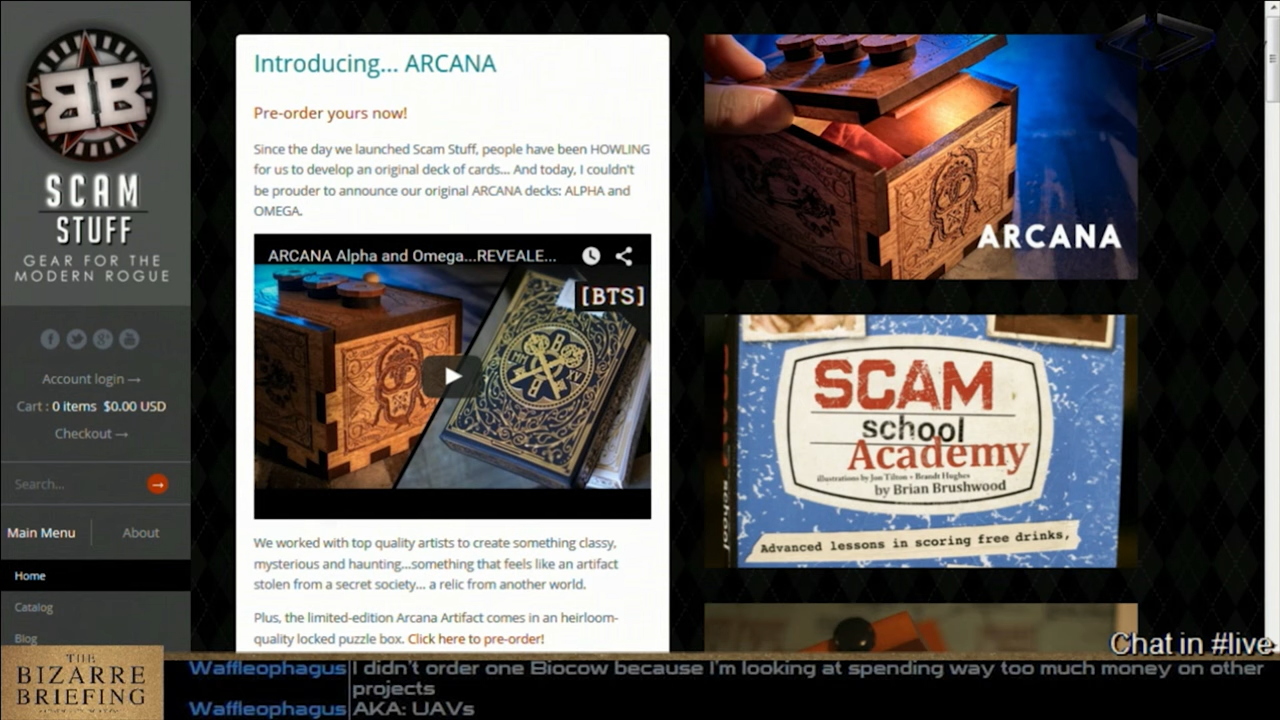 BB
SCAM
STUFF
GEAR FOR THE
MODERN ROGUE
Account login →
Cart : 0 items $0.00 USD
Checkout →
Search...
Main Menu
About
Home
Catalog
Blog
Introducing... ARCANA
Pre-order yours now!
Since the day we launched Scam Stuff, people have been HOWLING
for us to develop an original deck of cards... And today, I couldn't
be prouder to announce our original ARCANA decks: ALPHA and
OMEGA.
ARCANA Alpha and Omega...REVEALE...
[BTS]
We worked with top quality artists to create something classy,
mysterious and haunting...something that feels like an artifact
stolen from a secret society... a relic from another world.
Plus, the limited-edition Arcana Artifact comes in an heirloom-
quality locked puzzle box. Click here to pre-order!
ARCANA
SCAM
school
Academy
illustrations by Jon Tilton + Brandt Hughes
by Brian Brushwood
Advanced lessons in scoring free drinks,
school
Chat in #live
THE
BIZARRE
BRIEFING
Waffleophagus I didn't order one Biocow because I'm looking at spending way too much money on other
projects
Waffleophagus AKA: UAVs